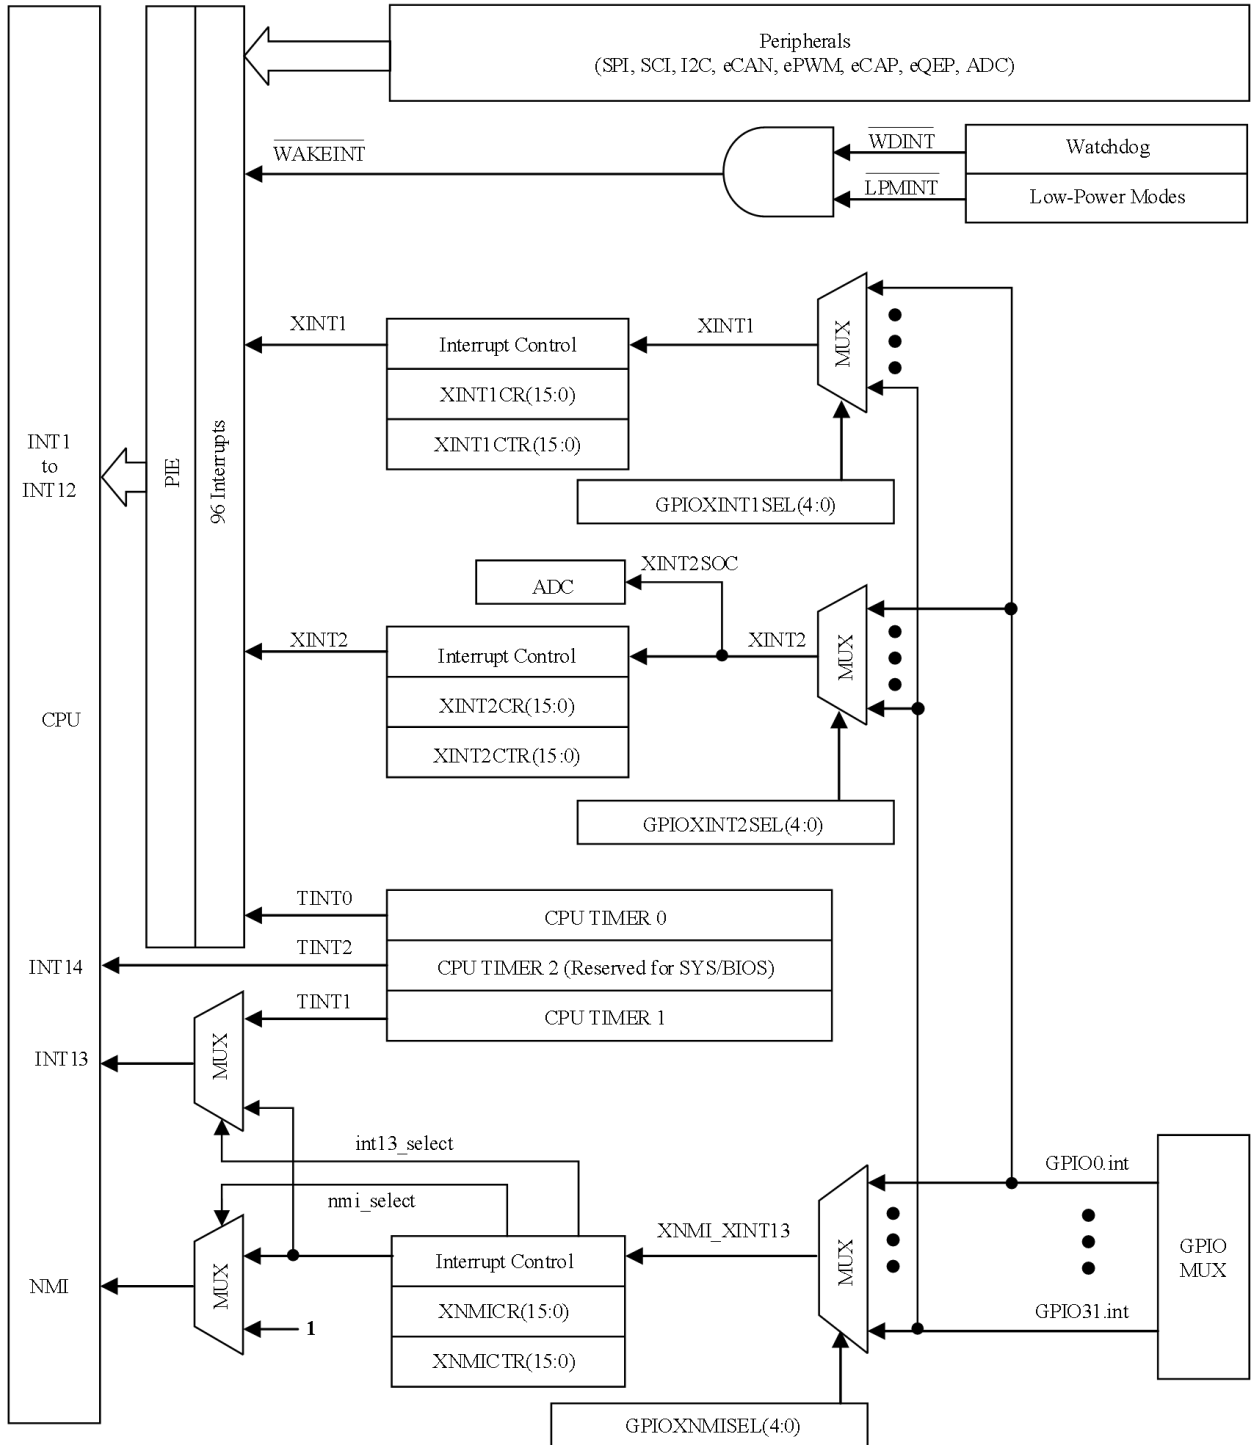 Peripherals
(SPI, SCI, I2C, eCAN, ePWM, eCAP, eQEP, ADC)
WAKEINT
WDINT
Watchdog
LPMINT
Low-Power Modes
XINT1
Interrupt Control
XINT1CR(15:0)
XINT1CTR(15:0)
XINT1
MUX
GPIOXINT1SEL(4:0)
INT1
to
INT12
PIE
96 Interrupts
XINT2SOC
ADC
XINT2
Interrupt Control
XINT2CR(15:0)
XINT2CTR(15:0)
XINT2
MUX
CPU
GPIOXINT2SEL(4:0)
TINT0
CPU TIMER 0
INT14
TINT2
CPU TIMER 2 (Reserved for SYS/BIOS)
TINT1
CPU TIMER 1
INT13
MUX
int13_select
nmi_select
GPIO0.int
XNMI_XINT13
MUX
Interrupt Control
XNMICR(15:0)
XNMICTR(15:0)
GPIO
MUX
NMI
MUX
1
GPIO31.int
GPIOXNMISEL(4:0)